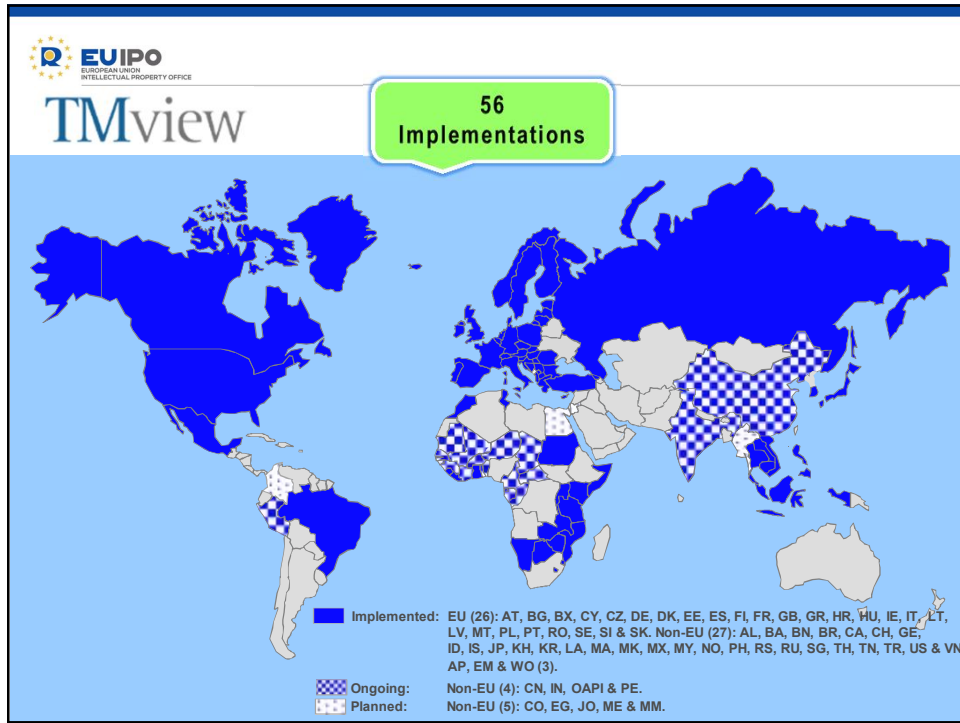 EUIPO
EUROPEAN UNION
INTELLECTUAL PROPERTY OFFICE
TMview
56
Implementations
Implemented: EU (26): AT, BG, BX, CY, CZ, DE, DK, EE, ES, FI, FR, GB, GR, HR, HU, IE, IT, LT,
LV, MT, PL, PT, RO, SE, SI & SK. Non-EU (27): AL, BA, BN, BR, CA, CH, GE,
ID, IS, JP, KH, KR, LA, MA, MK, MX, MY, NO, PH, RS, RU, SG, TH, TN, TR, US & VN
AP, EM & WO (3).
Ongoing: Non-EU (4): CN, IN, OAPI & PE.
Planned: Non-EU (5): CO, EG, JO, ME & MM.